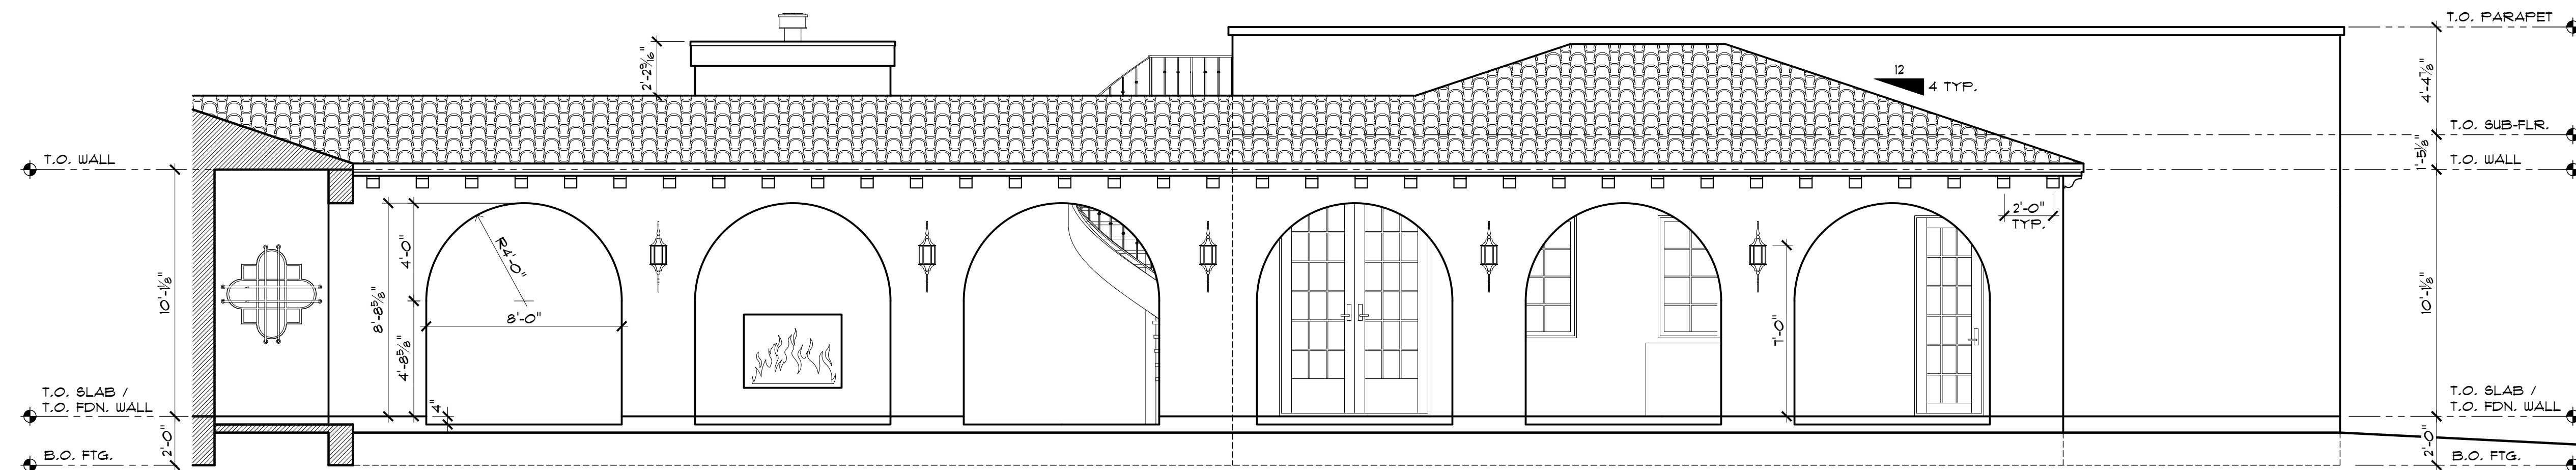 T.O. PARAPET
2'-2 9/16"
4'-4 7/8"
12
4 TYP.
T.O. SUB-FLR.
1'-5 1/8"
T.O. WALL
T.O. WALL
2'-0"
TYP.
R4'-0"
4'-0"
8'-8 5/8"
4'-8 5/8"
8'-0"
10'-1 1/8"
7'-0"
10'-1 1/8"
4"
T.O. SLAB /
T.O. FDN. WALL
T.O. SLAB /
T.O. FDN. WALL
2'-0"
2'-0"
B.O. FTG.
B.O. FTG.